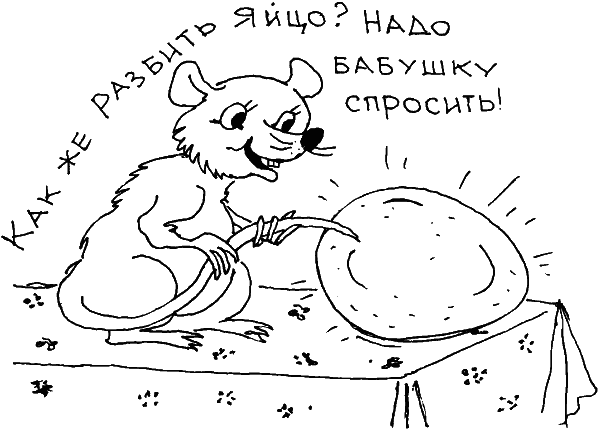 Как же разбить яйцо? Надо
бабушку
спросить!